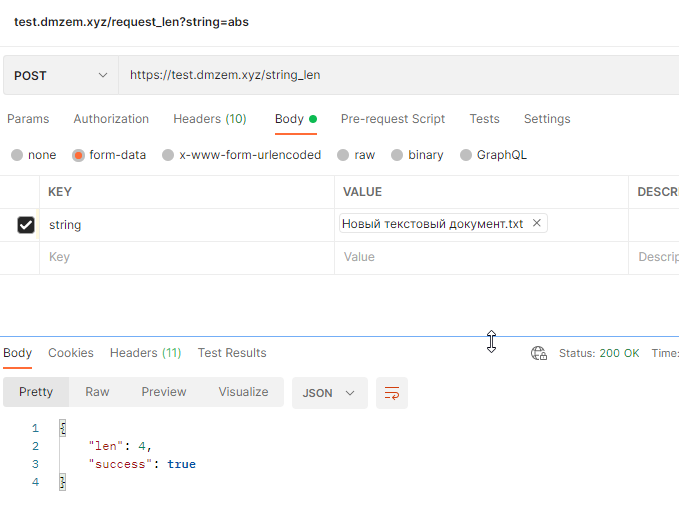 test.dmzem.xyz/request_len?string=abs
POST https://test.dmzem.xyz/string_len
Params Authorization Headers (10) Body Pre-request Script Tests Settings
none form-data x-www-form-urlencoded raw binary GraphQL
KEY VALUE DESCR
string Новый текстовый документ.txt
Key Value Descrip
Body Cookies Headers (11) Test Results Status: 200 OK Time:
Pretty Raw Preview Visualize JSON
1 {
2 "len": 4,
3 "success": true
4 }